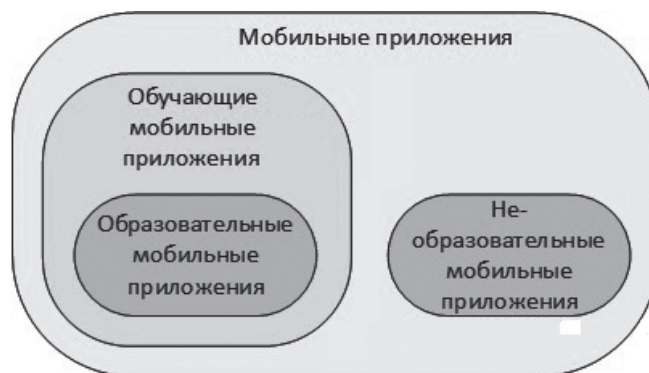 Мобильные приложения
Обучающие
мобильные
приложения
Образовательные
мобильные
приложения
Не-
образовательные
мобильные
приложения